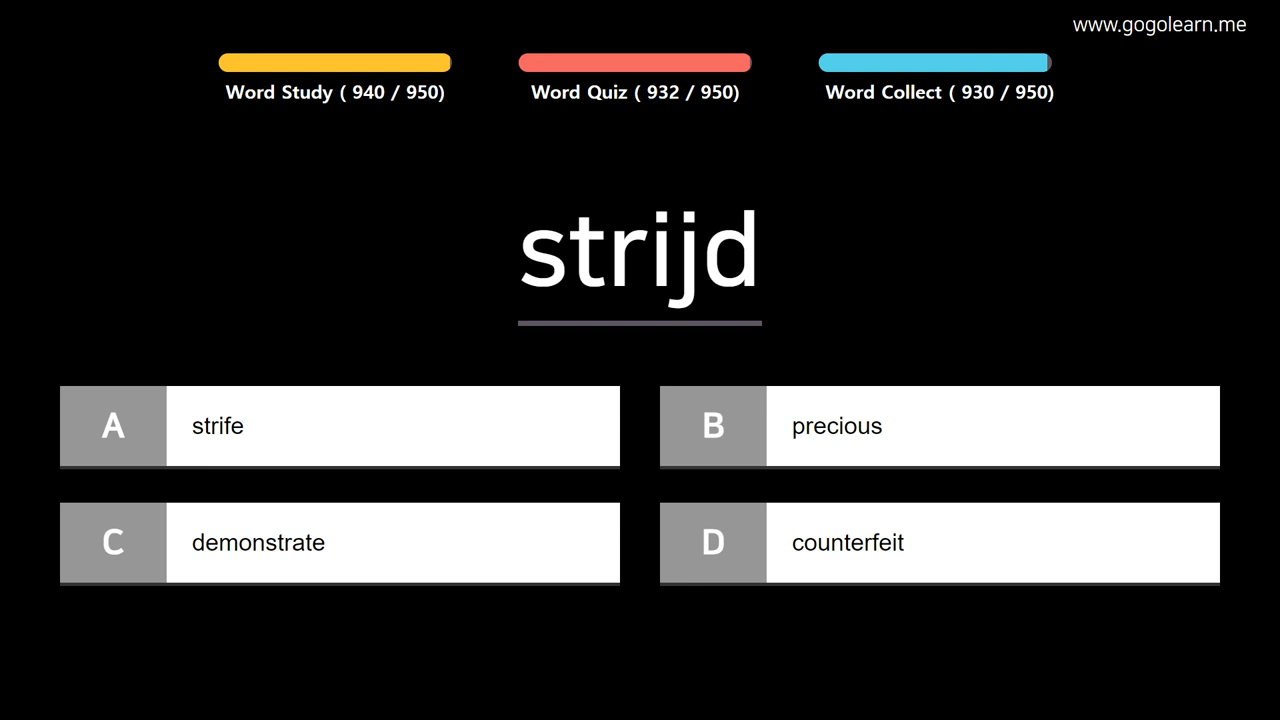 www.gogolearn.me
Word Study ( 940 / 950)
Word Quiz ( 932 / 950)
Word Collect ( 930 / 950)
strijd
A strife
B precious
C demonstrate
D counterfeit